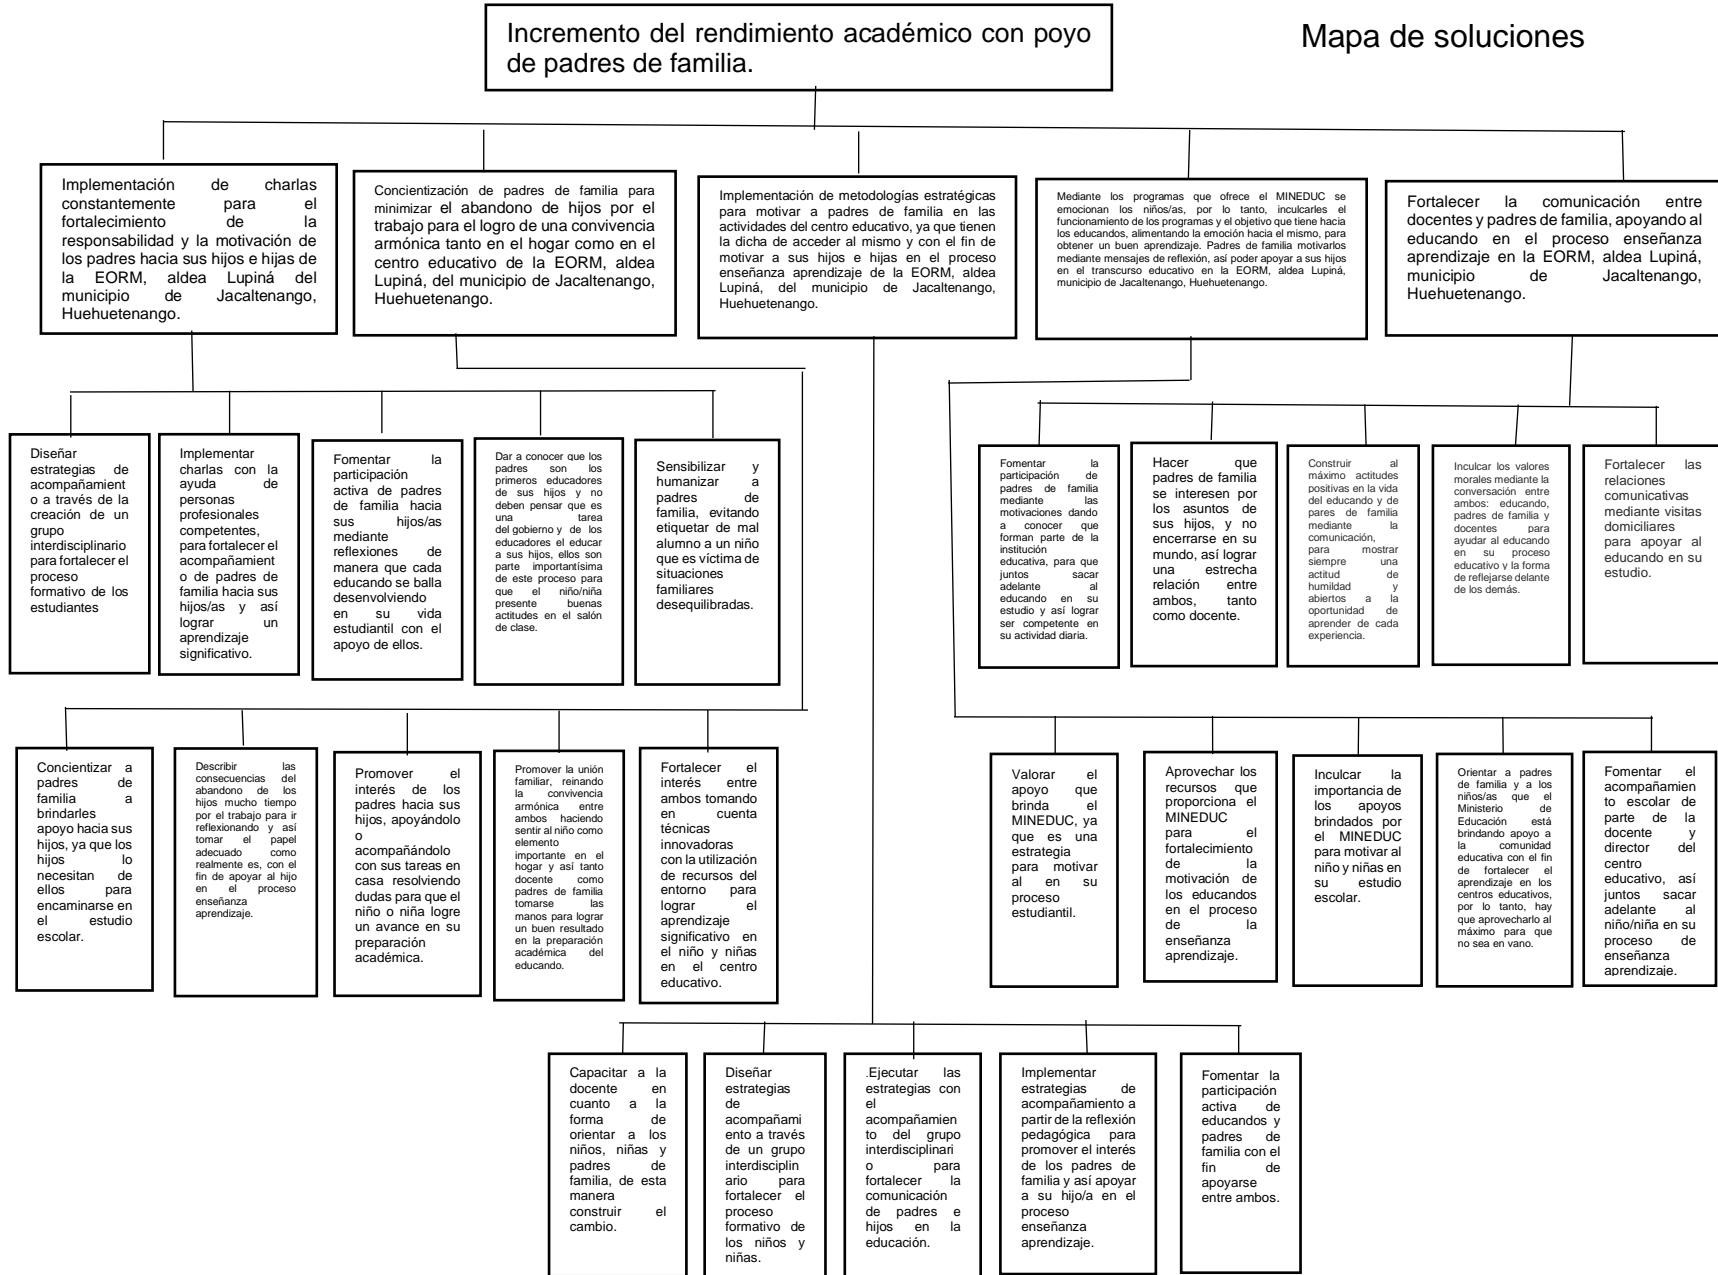 Incremento del rendimiento académico con poyo
de padres de familia.
Mapa de soluciones
Implementación de charlas
constantemente para el
fortalecimiento de la
responsabilidad y la motivación de
los padres hacia sus hijos e hijas de
la EORM, aldea Lupiná del
municipio de Jacaltenango,
Huehuetenango.
Concientización de padres de familia para
minimizar el abandono de hijos por el
trabajo para el logro de una convivencia
armónica tanto en el hogar como en el
centro educativo de la EORM, aldea
Lupiná, del municipio de Jacaltenango,
Huehuetenango.
Implementación de metodologías estratégicas
para motivar a padres de familia en las
actividades del centro educativo, ya que tienen
la dicha de acceder al mismo y con el fin de
motivar a sus hijos e hijas en el proceso
enseñanza aprendizaje de la EORM, aldea
Lupiná, del municipio de Jacaltenango,
Huehuetenango.
Mediante los programas que ofrece el MINEDUC se
emocionan los niños/as, por lo tanto, inculcarles el
funcionamiento de los programas y el objetivo que tiene hacia
los educandos, alimentando la emoción hacia el mismo, para
obtener un buen aprendizaje. Padres de familia motivarlos
mediante mensajes de reflexión, así poder apoyar a sus hijos
en el transcurso educativo en la EORM, aldea Lupiná,
municipio de Jacaltenango, Huehuetenango.
Fortalecer la comunicación entre
docentes y padres de familia, apoyando al
educando en el proceso enseñanza
aprendizaje en la EORM, aldea Lupiná,
municipio de Jacaltenango,
Huehuetenango.
Diseñar
estrategias de
acompañamient
o a través de la
creación de un
grupo
interdisciplinario
para fortalecer el
proceso
formativo de los
estudiantes
Implementar
charlas con la
ayuda de
personas
profesionales
competentes,
para fortalecer el
acompañamient
o de padres de
familia hacia sus
hijos/as y así
lograr un
aprendizaje
significativo.
Fomentar la
participación
activa de padres
de familia hacia
sus hijos/as
mediante
reflexiones de
manera que cada
educando se balla
desenvolviendo
en su vida
estudiantil con el
apoyo de ellos.
Dar a conocer que los
padres son los
primeros educadores
de sus hijos y no
deben pensar que es
una tarea
del gobierno y de los
educadores el educar
a sus hijos, ellos son
parte importantísima
de este proceso para
que el niño/niña
presente buenas
actitudes en el salón
de clase.
Sensibilizar y
humanizar a
padres de
familia, evitando
etiquetar de mal
alumno a un niño
que es víctima de
situaciones
familiares
desequilibradas.
Fomentar la
participación de
padres de familia
mediante las
motivaciones dando
a conocer que
forman parte de la
institución
educativa, para que
juntos sacar
adelante al
educando en su
estudio y así lograr
ser competente en
su actividad diaria.
Hacer que
padres de familia
se interesen por
los asuntos de
sus hijos, y no
encerrarse en su
mundo, así lograr
una estrecha
relación entre
ambos, tanto
como docente.
Construir al
máximo actitudes
positivas en la vida
del educando y de
pares de familia
mediante la
comunicación,
para mostrar
siempre una
actitud de
humildad y
abiertos a la
oportunidad de
aprender de cada
experiencia.
Inculcar los valores
morales mediante la
conversación entre
ambos: educando,
padres de familia y
docentes para
ayudar al educando
en su proceso
educativo y la forma
de reflejarse delante
de los demás.
Fortalecer las
relaciones
comunicativas
mediante visitas
domiciliares
para apoyar al
educando en su
estudio.
Concientizar a
padres de
familia a
brindarles
apoyo hacia sus
hijos, ya que los
hijos lo
necesitan de
ellos para
encaminarse en
el estudio
escolar.
Describir las
consecuencias del
abandono de los
hijos mucho tiempo
por el trabajo para ir
reflexionando y así
tomar el papel
adecuado como
realmente es, con el
fin de apoyar al hijo
en el proceso
enseñanza
aprendizaje.
Promover el
interés de los
padres hacia sus
hijos, apoyándolo
o
acompañándolo
con sus tareas en
casa resolviendo
dudas para que el
niño o niña logre
un avance en su
preparación
académica.
Promover la unión
familiar, reinando
la convivencia
armónica entre
ambos haciendo
sentir al niño como
elemento
importante en el
hogar y así tanto
docente como
padres de familia
tomarse las
manos para lograr
un buen resultado
en la preparación
académica del
educando.
Fortalecer el
interés entre
ambos tomando
en cuenta
técnicas
innovadoras
con la utilización
de recursos del
entorno para
lograr el
aprendizaje
significativo en
el niño y niñas
en el centro
educativo.
Valorar el
apoyo que
brinda el
MINEDUC, ya
que es una
estrategia
para motivar
al en su
proceso
estudiantil.
Aprovechar los
recursos que
proporciona el
MINEDUC
para el
fortalecimiento
de la
motivación de
los educandos
en el proceso
de la
enseñanza
aprendizaje.
Inculcar la
importancia de
los apoyos
brindados por
el MINEDUC
para motivar al
niño y niñas en
su estudio
escolar.
Orientar a padres
de familia y a los
niños/as que el
Ministerio de
Educación está
brindando apoyo a
la comunidad
educativa con el fin
de fortalecer el
aprendizaje en los
centros educativos,
por lo tanto, hay
que aprovecharlo al
máximo para que
no sea en vano.
Fomentar el
acompañamien
to escolar de
parte de la
docente y
director del
centro
educativo, así
juntos sacar
adelante al
niño/niña en su
proceso de
enseñanza
aprendizaje.
Capacitar a la
docente en
cuanto a la
forma de
orientar a los
niños, niñas y
padres de
familia, de esta
manera
construir el
cambio.
Diseñar
estrategias
de
acompañami
ento a través
de un grupo
interdisciplin
ario para
fortalecer el
proceso
formativo de
los niños y
niñas.
.Ejecutar las
estrategias con
el
acompañamien
to del grupo
interdisciplinari
o para
fortalecer la
comunicación
de padres e
hijos en la
educación.
Implementar
estrategias de
acompañamiento a
partir de la reflexión
pedagógica para
promover el interés
de los padres de
familia y así apoyar
a su hijo/a en el
proceso
enseñanza
aprendizaje.
Fomentar la
participación
activa de
educandos y
padres de
familia con el
fin de
apoyarse
entre ambos.